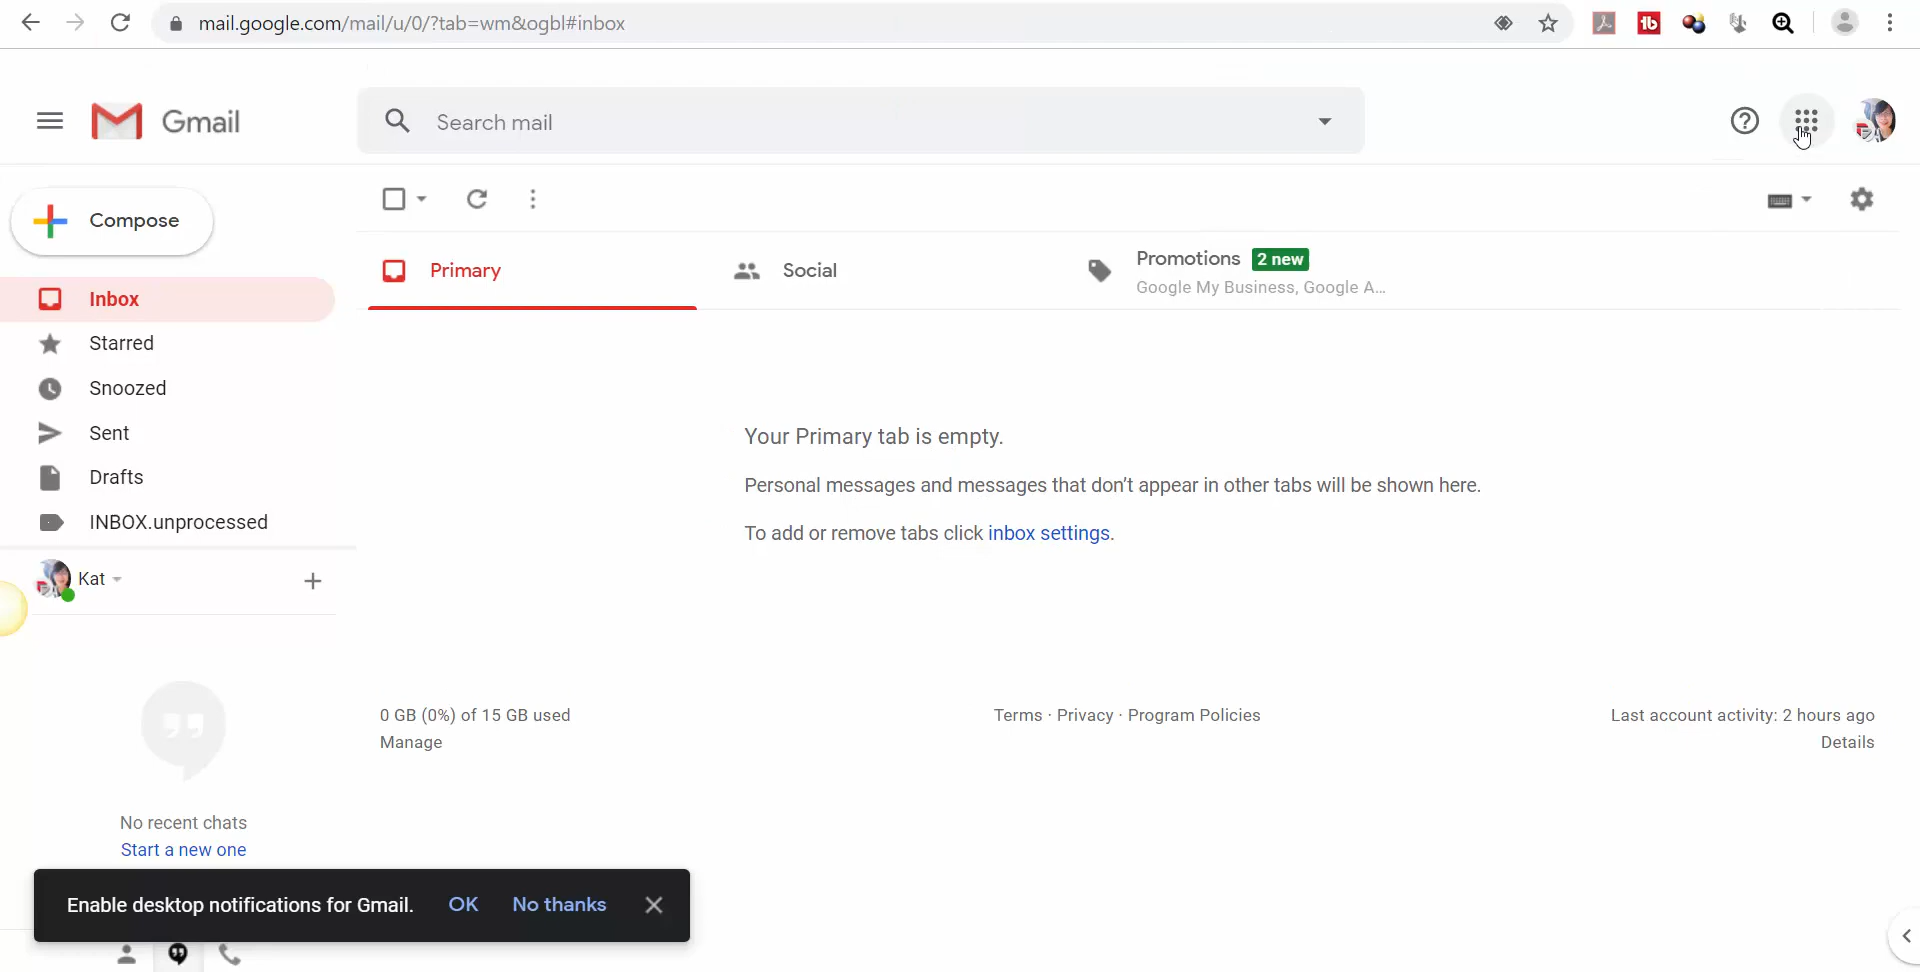 mail.google.com/mail/u/0/?tab=wm&ogbl#inbox
Gmail
Search mail
Compose
Primary
Social
Promotions 2 new
Google My Business, Google A...
Inbox
Starred
Snoozed
Sent
Drafts
INBOX.unprocessed
Your Primary tab is empty.
Personal messages and messages that don't appear in other tabs will be shown here.
To add or remove tabs click inbox settings.
Kat
0 GB (0%) of 15 GB used
Manage
Terms · Privacy · Program Policies
Last account activity: 2 hours ago
Details
No recent chats
Start a new one
Enable desktop notifications for Gmail. OK No thanks